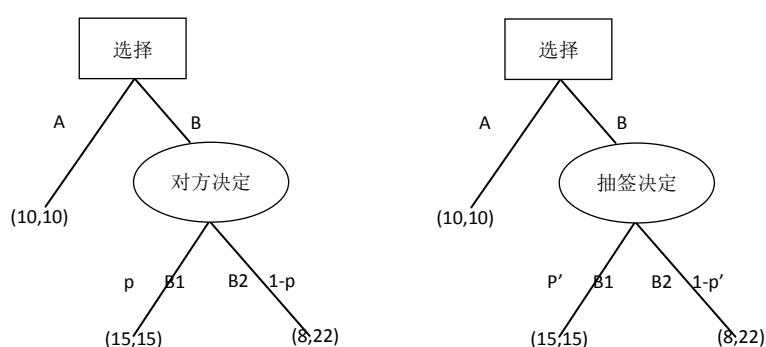 选择
A
B
对方决定
(10,10)
p
B1
B2
1-p
(15,15)
(8,22)
选择
A
B
抽签决定
(10,10)
P’
B1
B2
1-p’
(15,15)
(8,22)